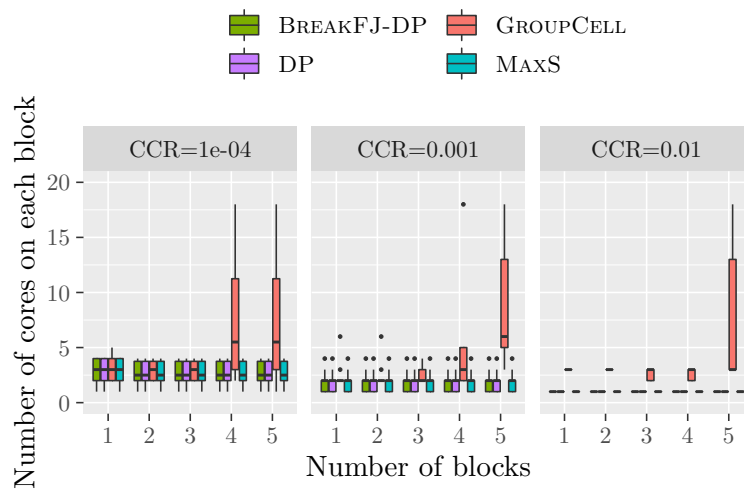 BREAKFJ-DP GROUPCELL
DP MAXS
Number of cores on each block
CCR=1e-04 CCR=0.001 CCR=0.01
20
15
10
5
0
1 2 3 4 5 1 2 3 4 5 1 2 3 4 5
Number of blocks